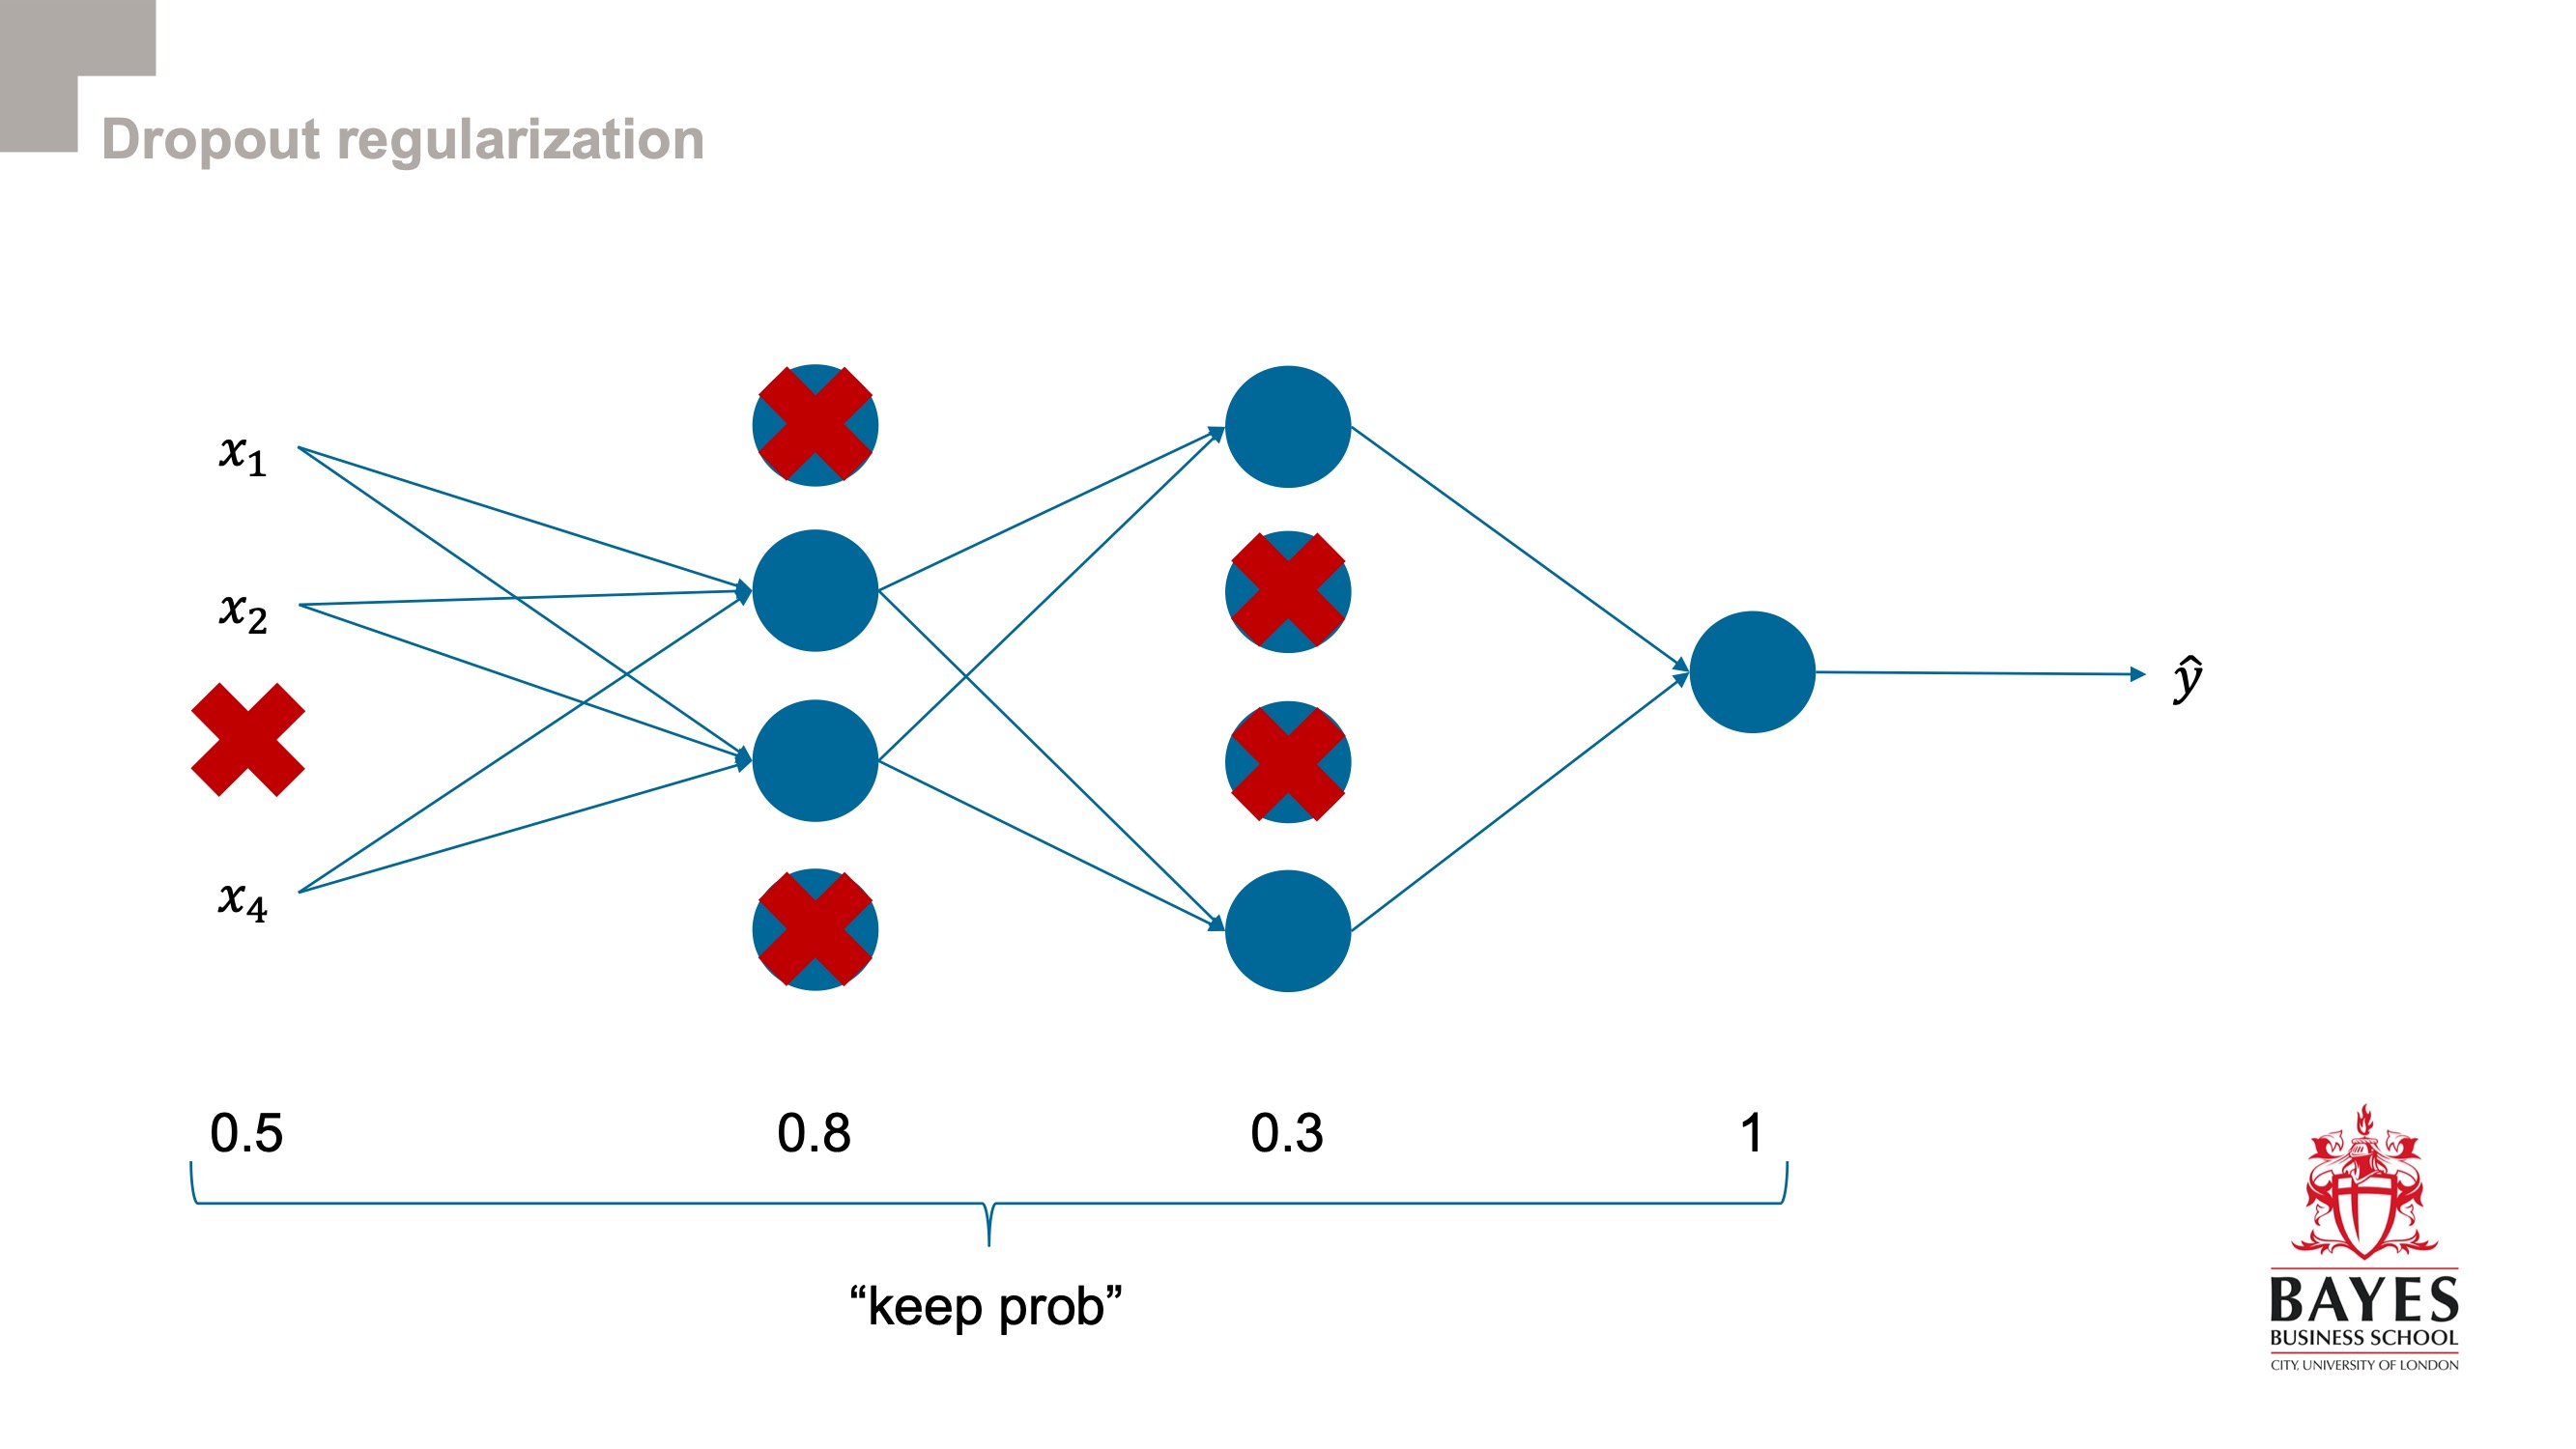 Dropout regularization
x₁
x₂
x₄
ŷ
0.5 0.8 0.3 1
“keep prob”
BAYES
BUSINESS SCHOOL
CITY, UNIVERSITY OF LONDON